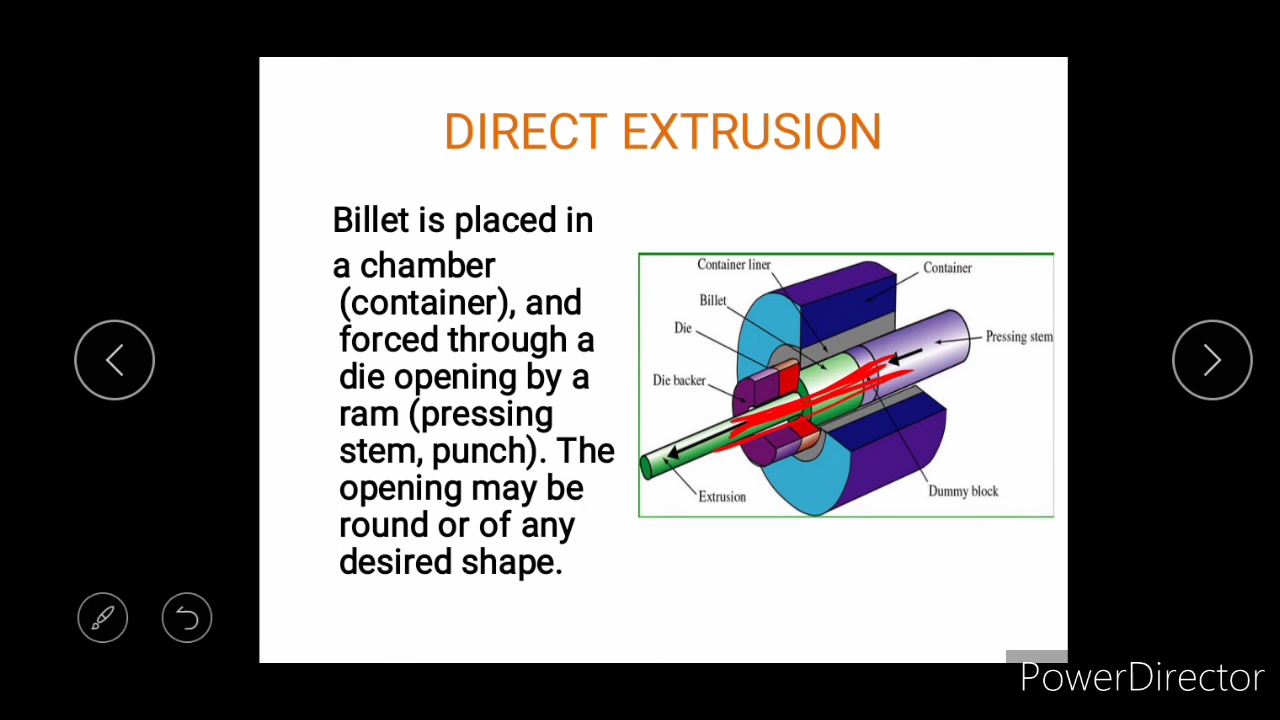 DIRECT EXTRUSION
Billet is placed in
a chamber
(container), and
forced through a
die opening by a
ram (pressing
stem, punch). The
opening may be
round or of any
desired shape.
Container liner
Container
Billet
Die
Pressing stem
Die backer
Extrusion
Dummy block
PowerDirector